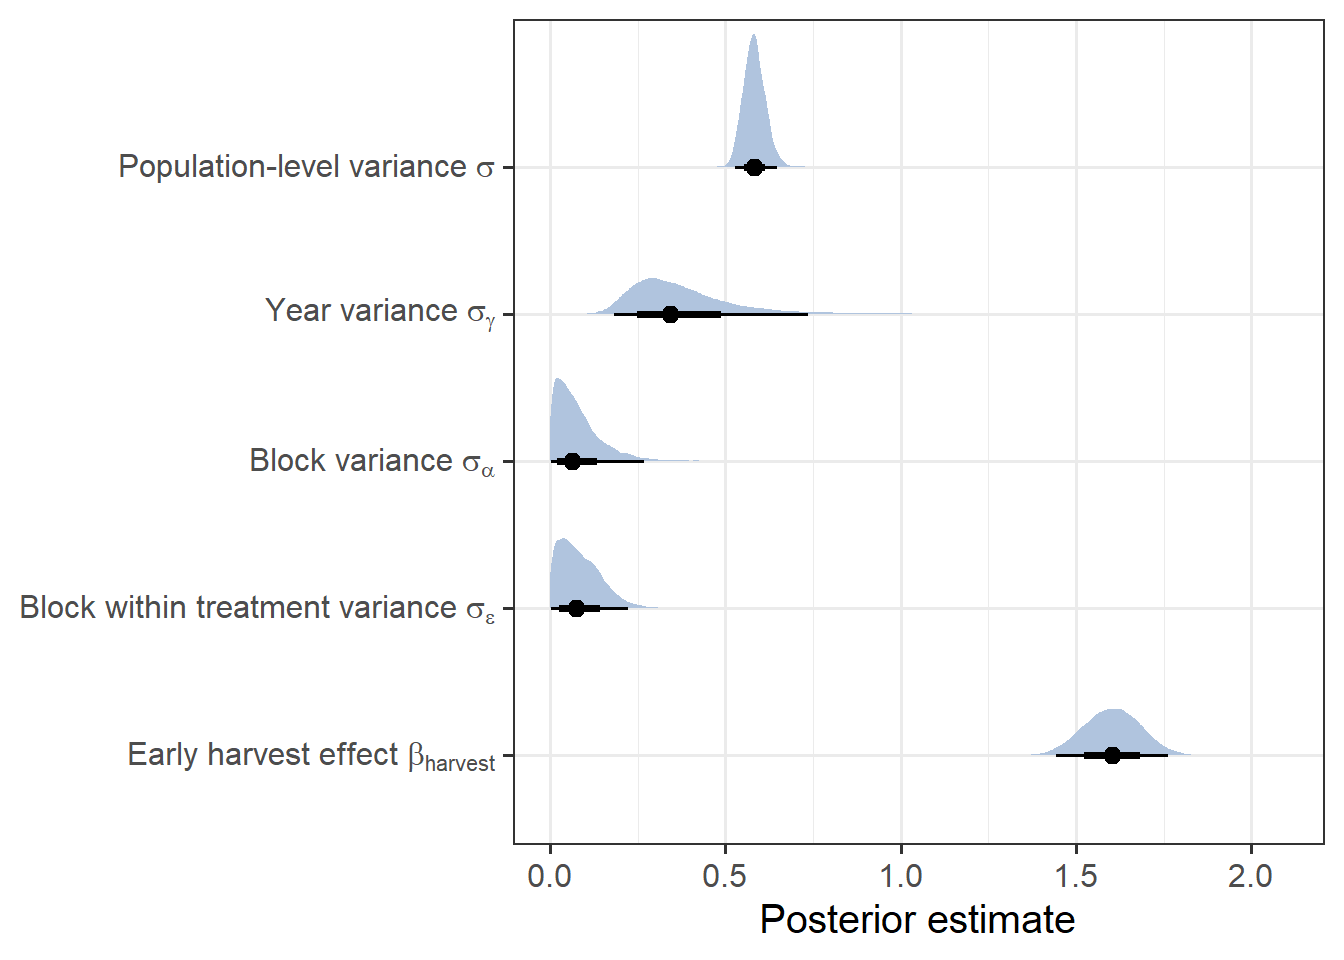 Population-level variance σ
Year variance σγ
Block variance σα
Block within treatment variance σε
Early harvest effect βharvest
0.0 0.5 1.0 1.5 2.0
Posterior estimate